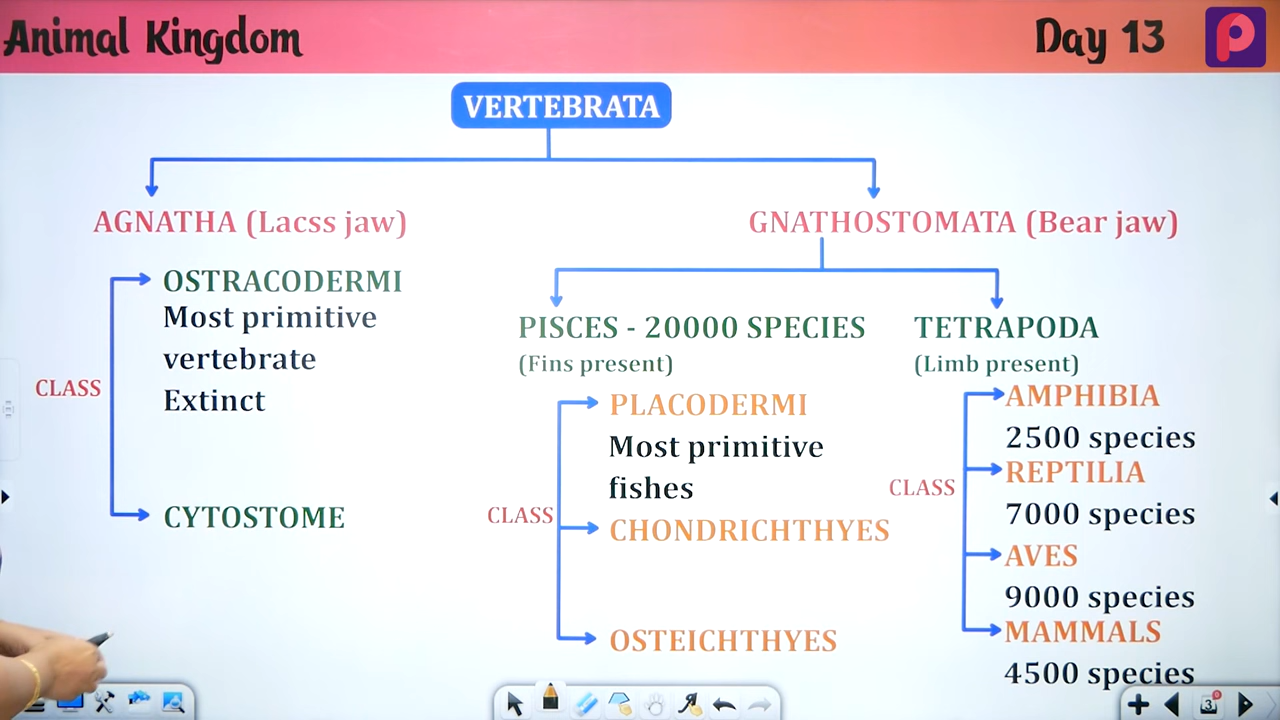 Animal Kingdom
Day 13
VERTEBRATA
AGNATHA (Lacss jaw)
GNATHOSTOMATA (Bear jaw)
CLASS
OSTRACODERMI
Most primitive
vertebrate
Extinct
CYTOSTOME
PISCES - 20000 SPECIES
(Fins present)
CLASS
PLACODERMI
Most primitive
fishes
CHONDRICHTHYES
OSTEICHTHYES
TETRAPODA
(Limb present)
CLASS
AMPHIBIA
2500 species
REPTILIA
7000 species
AVES
9000 species
MAMMALS
4500 species
3